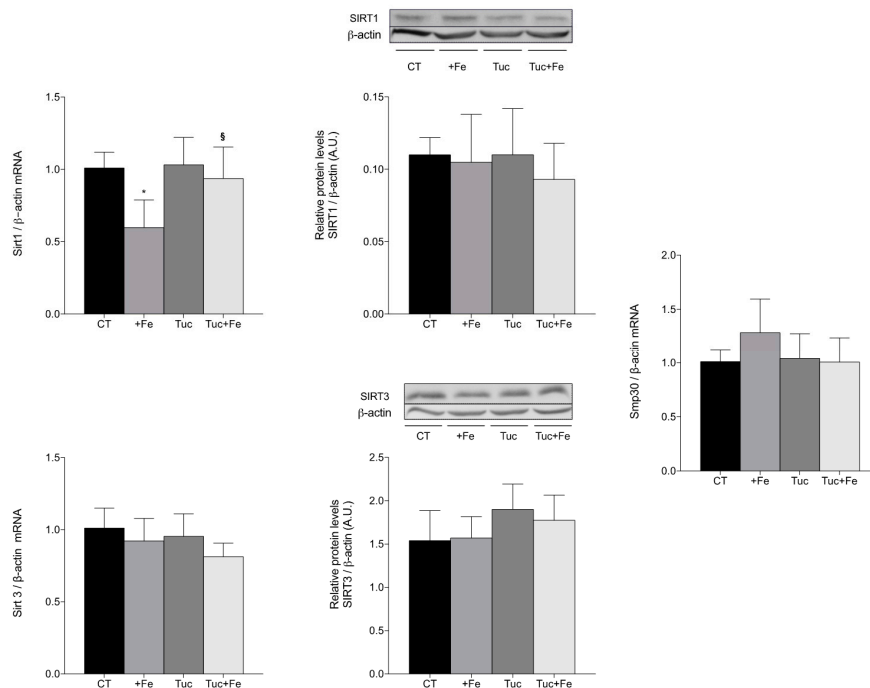 SIRT1
β-actin
CT +Fe Tuc Tuc+Fe
Sirt1 / β−actin mRNA
1.5
1.0
0.5
0.0
*
§
CT +Fe Tuc Tuc+Fe
Relative protein levels
SIRT1 / β-actin (A.U.)
0.15
0.10
0.05
0.00
CT +Fe Tuc Tuc+Fe
Smp30 / β-actin mRNA
2.0
1.5
1.0
0.5
0.0
CT +Fe Tuc Tuc+Fe
SIRT3
β-actin
CT +Fe Tuc Tuc+Fe
Sirt 3 / β-actin mRNA
1.5
1.0
0.5
0.0
CT +Fe Tuc Tuc+Fe
Relative protein levels
SIRT3 / β-actin (A.U.)
2.5
2.0
1.5
1.0
0.5
0.0
CT +Fe Tuc Tuc+Fe